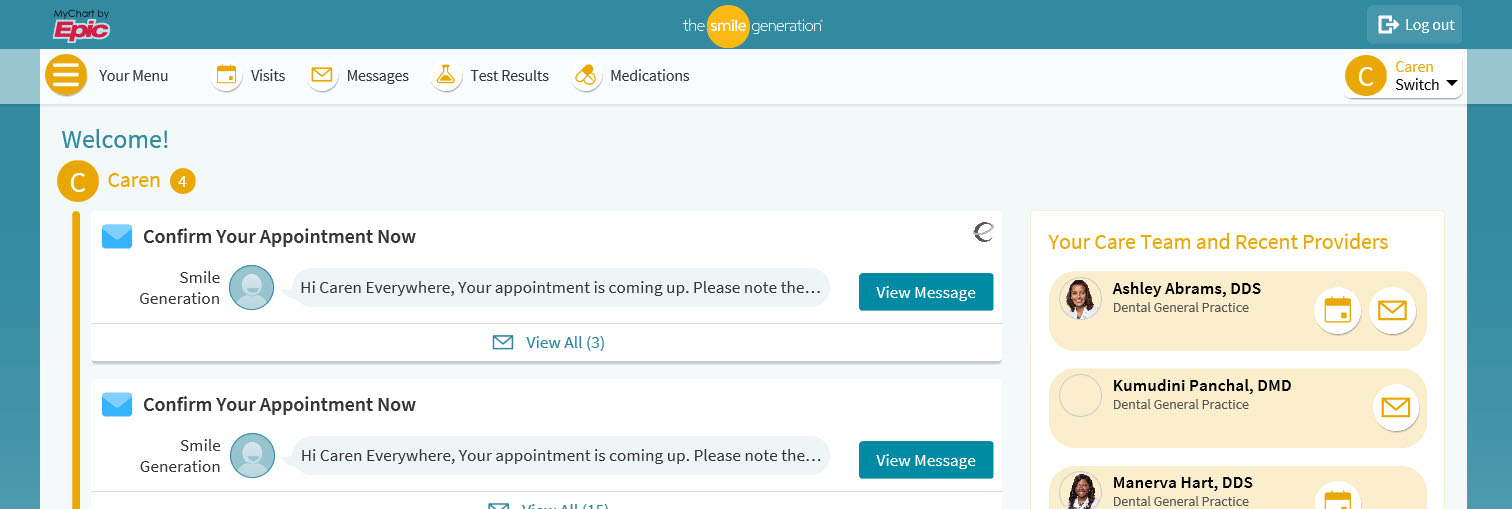 MyChart by
Epic
the smile generation®
Log out
Your Menu
Visits
Messages
Test Results
Medications
C
Caren
Switch
Welcome!
C
Caren
4
Confirm Your Appointment Now
Smile
Generation
Hi Caren Everywhere, Your appointment is coming up. Please note the…
View Message
View All (3)
Confirm Your Appointment Now
Smile
Generation
Hi Caren Everywhere, Your appointment is coming up. Please note the…
View Message
View All (15)
Your Care Team and Recent Providers
Ashley Abrams, DDS
Dental General Practice
Kumudini Panchal, DMD
Dental General Practice
Manerva Hart, DDS
Dental General Practice